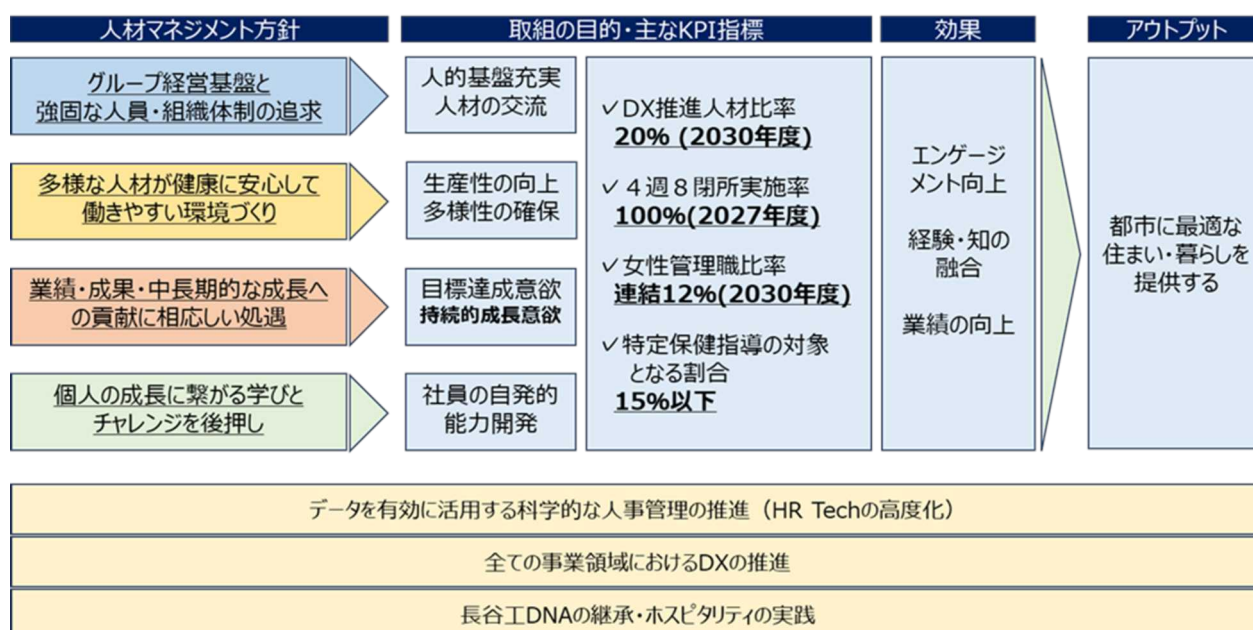 人材マネジメント方針
取組の目的・主なKPI指標
効果
アウトプット
グループ経営基盤と
強固な人員・組織体制の追求
人的基盤充実
人材の交流
多様な人材が健康に安心して
働きやすい環境づくり
生産性の向上
多様性の確保
業績・成果・中長期的な成長へ
の貢献に相応しい処遇
目標達成意欲
持続的成長意欲
個人の成長に繋がる学びと
チャレンジを後押し
社員の自発的
能力開発
✓DX推進人材比率
20% (2030年度)
✓４週８閉所実施率
100%(2027年度)
✓女性管理職比率
連結12%(2030年度)
✓特定保健指導の対象
となる割合
15%以下
エンゲージ
メント向上
経験・知の
融合
業績の向上
都市に最適な
住まい・暮らしを
提供する
データを有効に活用する科学的な人事管理の推進（HR Techの高度化）
全ての事業領域におけるDXの推進
長谷工DNAの継承・ホスピタリティの実践